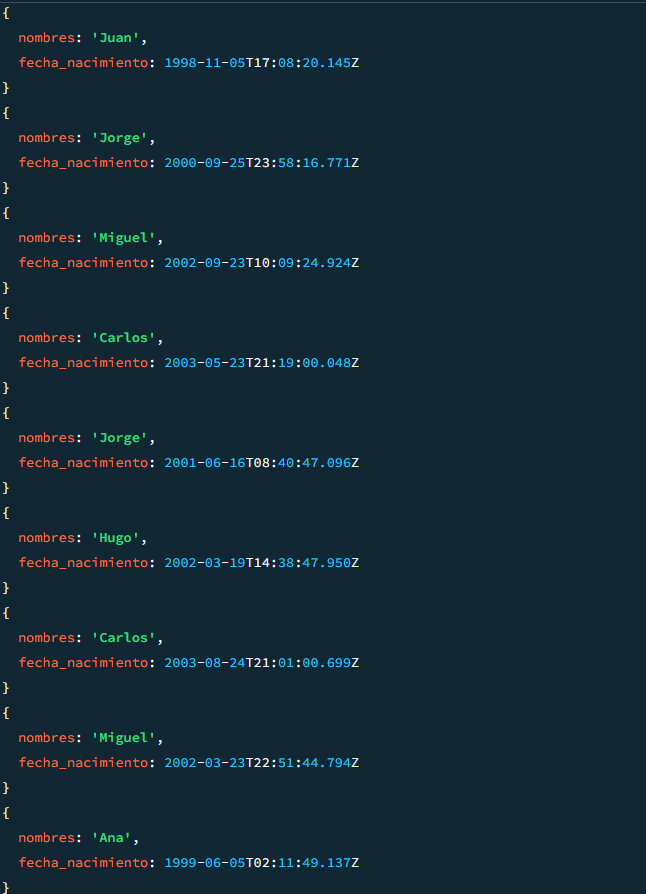 {
nombres: 'Juan',
fecha_nacimiento: 1998-11-05T17:08:20.145Z
}
{
nombres: 'Jorge',
fecha_nacimiento: 2000-09-25T23:58:16.771Z
}
{
nombres: 'Miguel',
fecha_nacimiento: 2002-09-23T10:09:24.924Z
}
{
nombres: 'Carlos',
fecha_nacimiento: 2003-05-23T21:19:00.048Z
}
{
nombres: 'Jorge',
fecha_nacimiento: 2001-06-16T08:40:47.096Z
}
{
nombres: 'Hugo',
fecha_nacimiento: 2002-03-19T14:38:47.950Z
}
{
nombres: 'Carlos',
fecha_nacimiento: 2003-08-24T21:01:00.699Z
}
{
nombres: 'Miguel',
fecha_nacimiento: 2002-03-23T22:51:44.794Z
}
{
nombres: 'Ana',
fecha_nacimiento: 1999-06-05T02:11:49.137Z
}